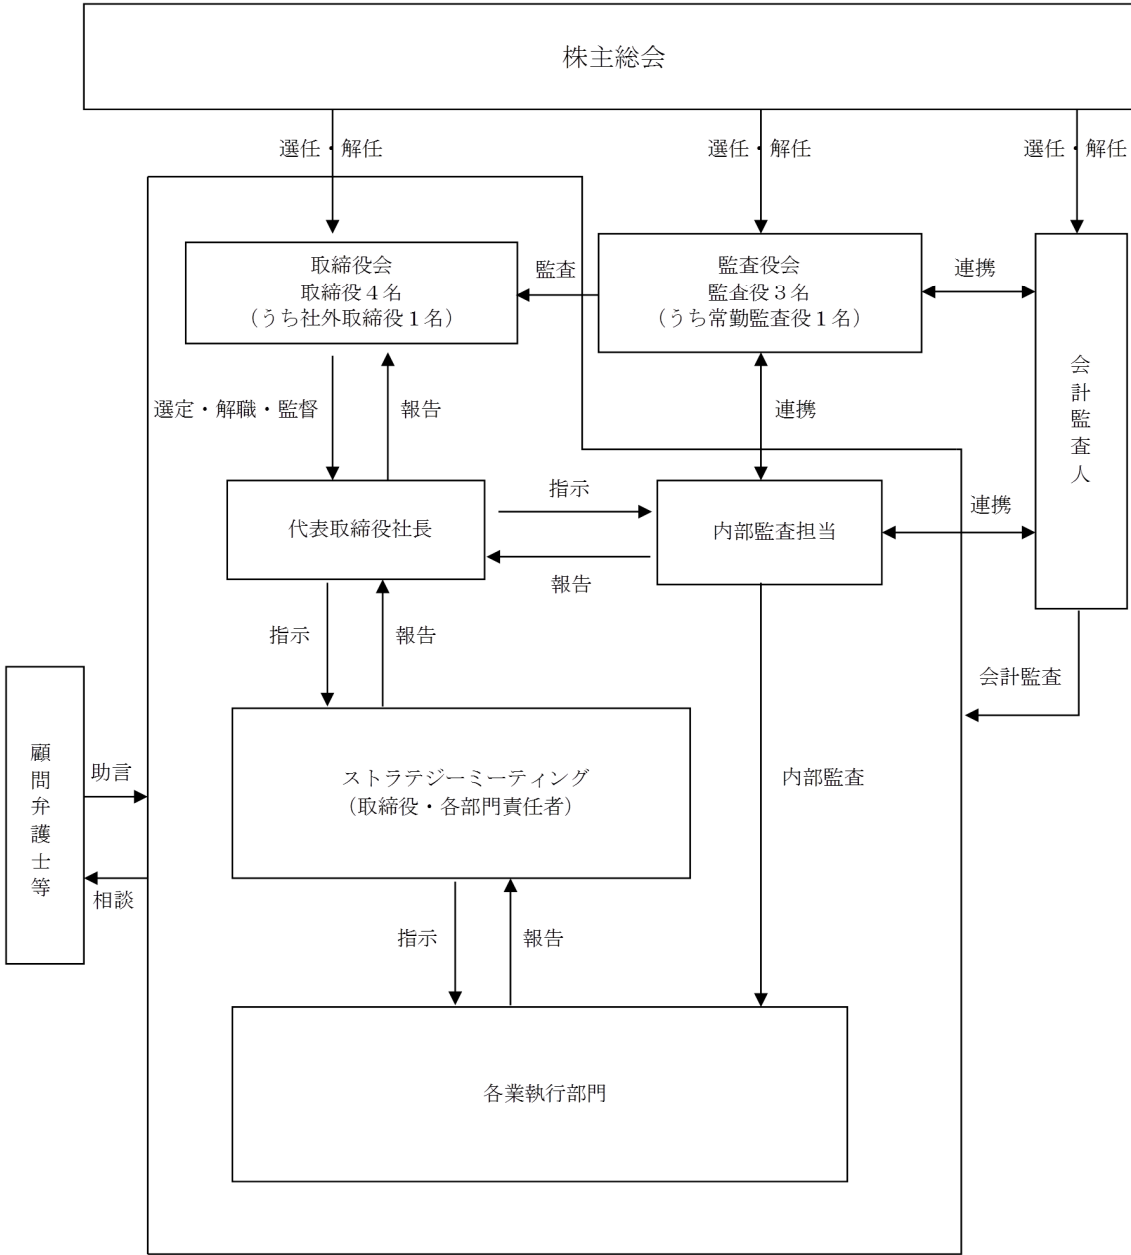 株主総会
選任・解任
選任・解任
選任・解任
取締役会
取締役４名
（うち社外取締役１名）
監査
監査役会
監査役３名
（うち常勤監査役１名）
連携
会計監査人
選定・解職・監督
報告
連携
代表取締役社長
指示
報告
内部監査担当
連携
指示
報告
会計監査
顧問弁護士等
助言
相談
ストラテジーミーティング
（取締役・各部門責任者）
内部監査
指示
報告
各業執行部門